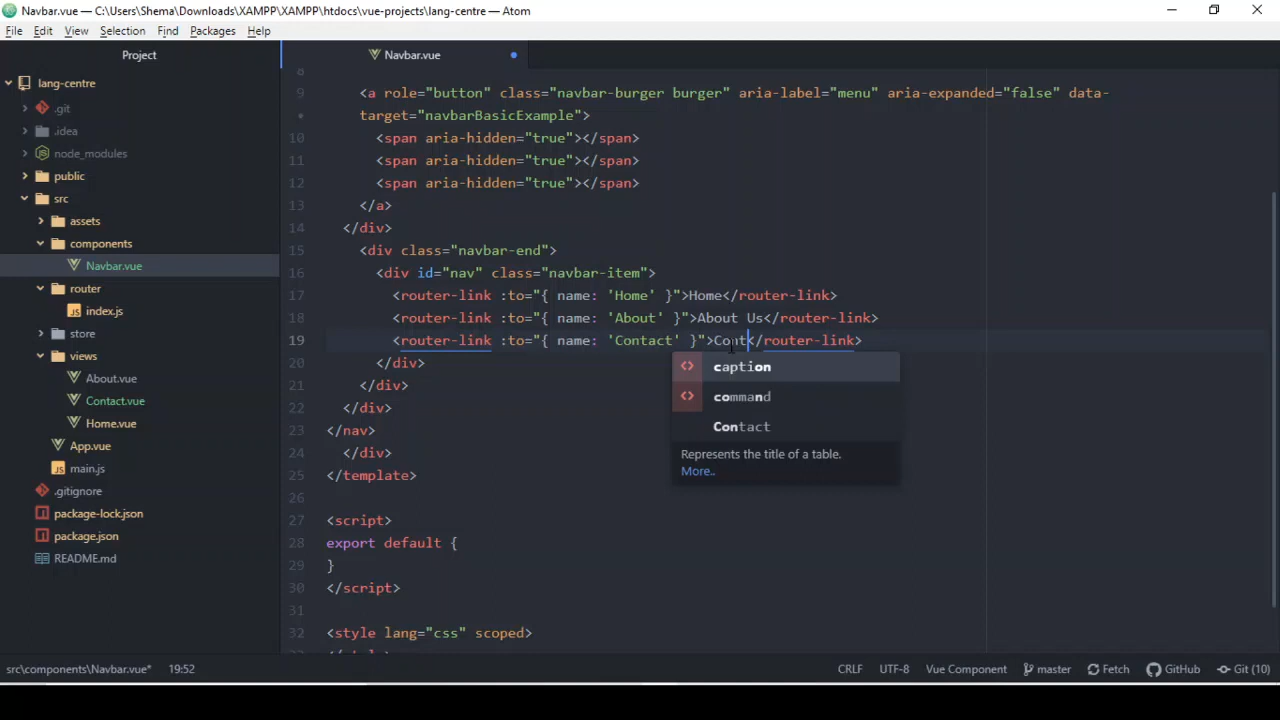 Navbar.vue — C:\Users\Shema\Downloads\XAMPP\XAMPP\htdocs\vue-projects\lang-centre — Atom
File Edit View Selection Find Packages Help
Project
Navbar.vue
lang-centre
.git
.idea
node_modules
public
src
assets
components
Navbar.vue
router
index.js
store
views
About.vue
Contact.vue
Home.vue
App.vue
main.js
.gitignore
package-lock.json
package.json
README.md
8
9 <a role="button" class="navbar-burger burger" aria-label="menu" aria-expanded="false" data-
• target="navbarBasicExample">
10 <span aria-hidden="true"></span>
11 <span aria-hidden="true"></span>
12 <span aria-hidden="true"></span>
13 </a>
14 </div>
15 <div class="navbar-end">
16 <div id="nav" class="navbar-item">
17 <router-link :to="{ name: 'Home' }">Home</router-link>
18 <router-link :to="{ name: 'About' }">About Us</router-link>
19 <router-link :to="{ name: 'Contact' }">Cont</router-link>
20 </div>
21 </div>
22 </div>
23 </nav>
24 </div>
25 </template>
26
27 <script>
28 export default {
29 }
30 </script>
31
32 <style lang="css" scoped>
caption
command
Contact
Represents the title of a table.
More..
src\components\Navbar.vue* 19:52 CRLF UTF-8 Vue Component master Fetch GitHub Git (10)